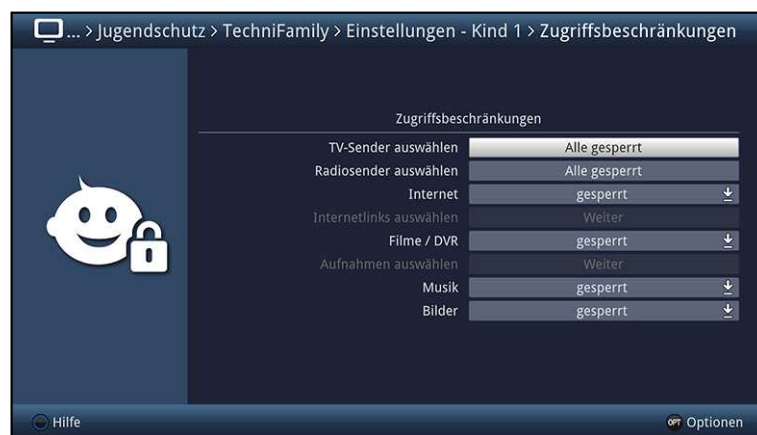 ... > Jugendschutz > TechniFamily > Einstellungen - Kind 1 > Zugriffsbeschränkungen
Zugriffsbeschränkungen
TV-Sender auswählen Alle gesperrt
Radiosender auswählen Alle gesperrt
Internet gesperrt
Internetlinks auswählen Weiter
Filme / DVR gesperrt
Aufnahmen auswählen Weiter
Musik gesperrt
Bilder gesperrt
Hilfe OPT Optionen